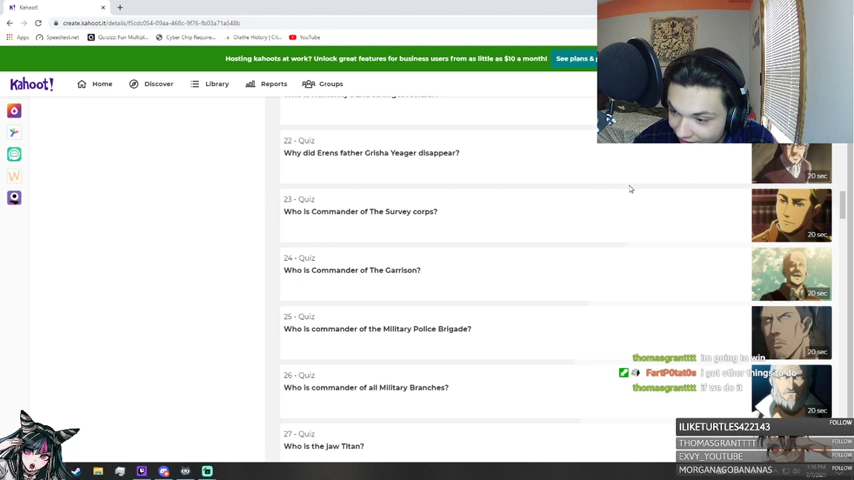 Kahoot!
create.kahoot.it/details/f5cdc054-09aa-468c-9f76-fb03a71a548b
Apps
Speedtest.net
Quizizz: Fun Multipl...
Cyber Chip Require...
Olathe History (Cit...
YouTube
Hosting kahoots at work? Unlock great features for business users from as little as $10 a month!
See plans &
Kahoot!
Home
Discover
Library
Reports
Groups
22 - Quiz
Why did Erens father Grisha Yeager disappear?
20 sec
23 - Quiz
Who is Commander of The Survey corps?
20 sec
24 - Quiz
Who is Commander of The Garrison?
20 sec
25 - Quiz
Who is commander of the Military Police Brigade?
20 sec
26 - Quiz
Who is commander of all Military Branches?
20 sec
27 - Quiz
Who is the jaw Titan?
thomasgrantttt im going to win
FartP0tat0s i got other things to do
thomasgrantttt if we do it
ILIKETURTLES422143 FOLLOW
THOMASGRANTTTT FOLLOW
EXVY_YOUTUBE FOLLOW
MORGANAGOBANANAS FOLLOW